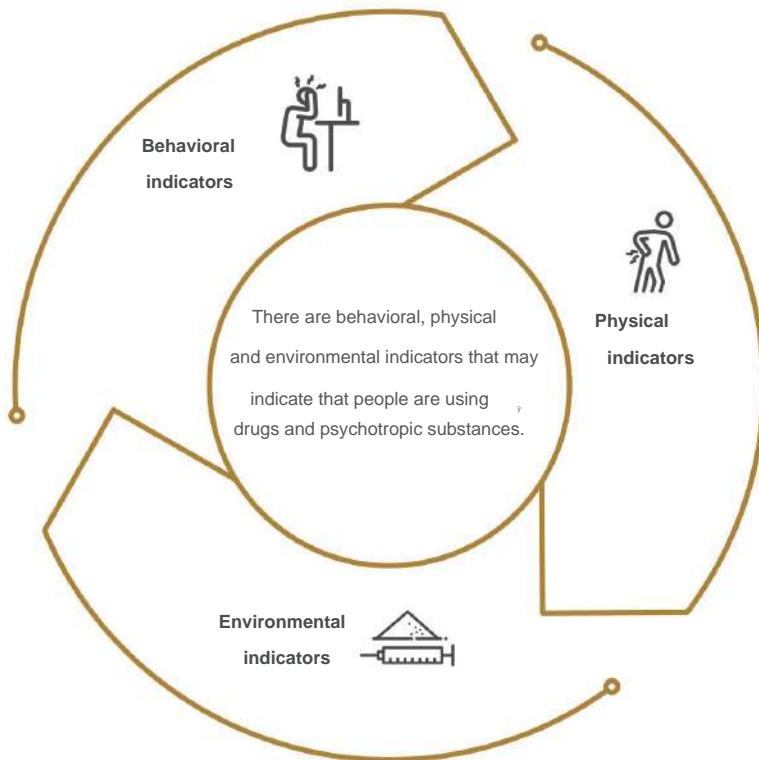 Behavioral
indicators
Physical
indicators
There are behavioral, physical
and environmental indicators that may
indicate that people are using
drugs and psychotropic substances.
Environmental
indicators